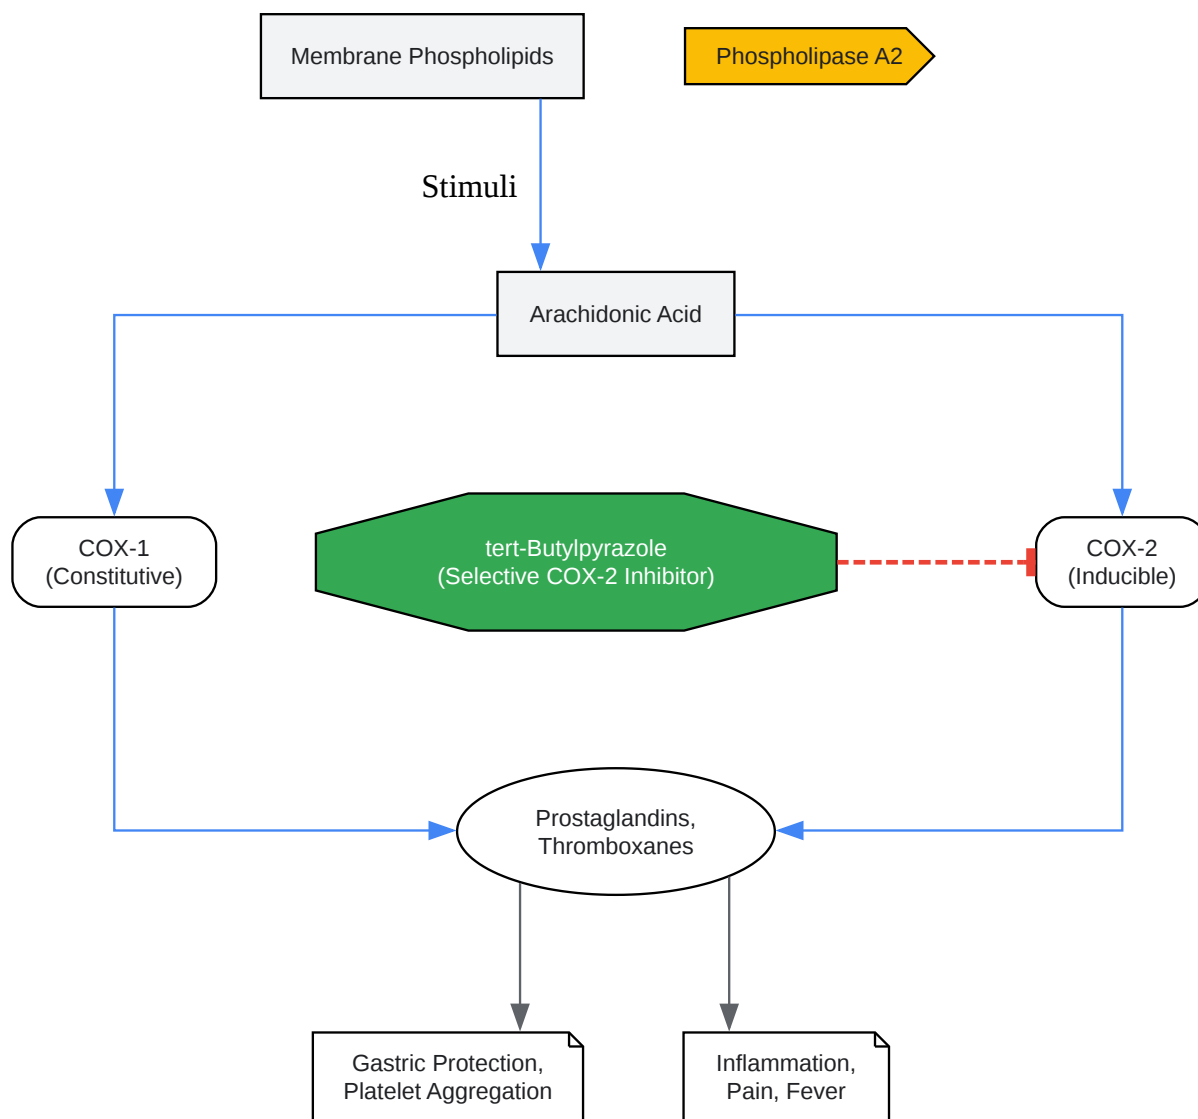 Membrane Phospholipids
Phospholipase A2
Stimuli
Arachidonic Acid
COX-1
(Constitutive)
tert-Butylpyrazole
(Selective COX-2 Inhibitor)
COX-2
(Inducible)
Prostaglandins,
Thromboxanes
Gastric Protection,
Platelet Aggregation
Inflammation,
Pain, Fever